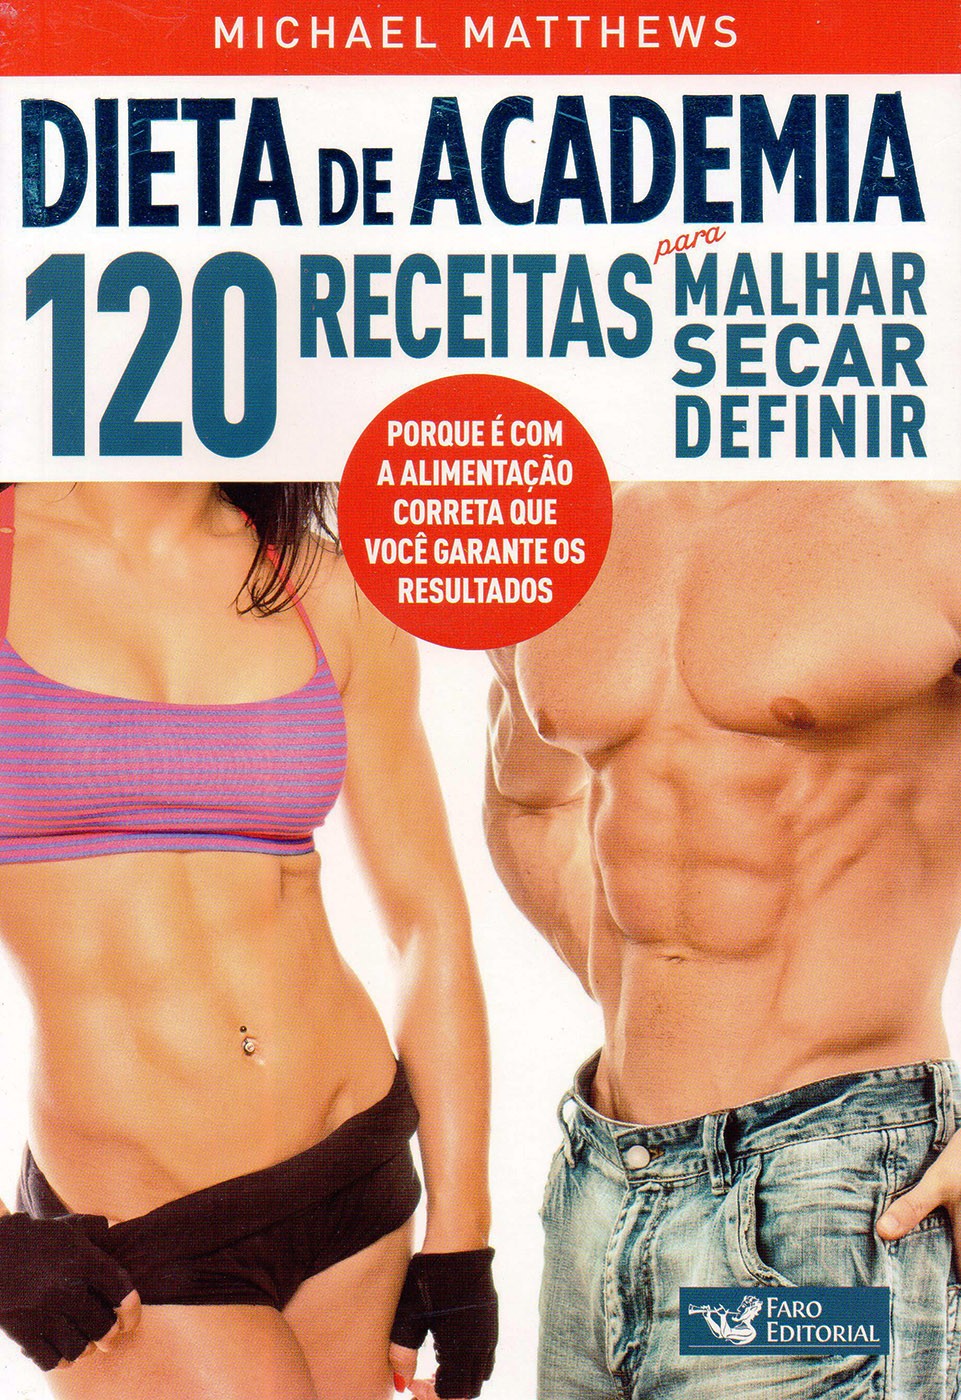 MICHAEL MATTHEWS
DIETA DE ACADEMIA
120 RECEITAS para MALHAR
SECAR
DEFINIR
PORQUE É COM
A ALIMENTAÇÃO
CORRETA QUE
VOCÊ GARANTE OS
RESULTADOS
FARO
EDITORIAL